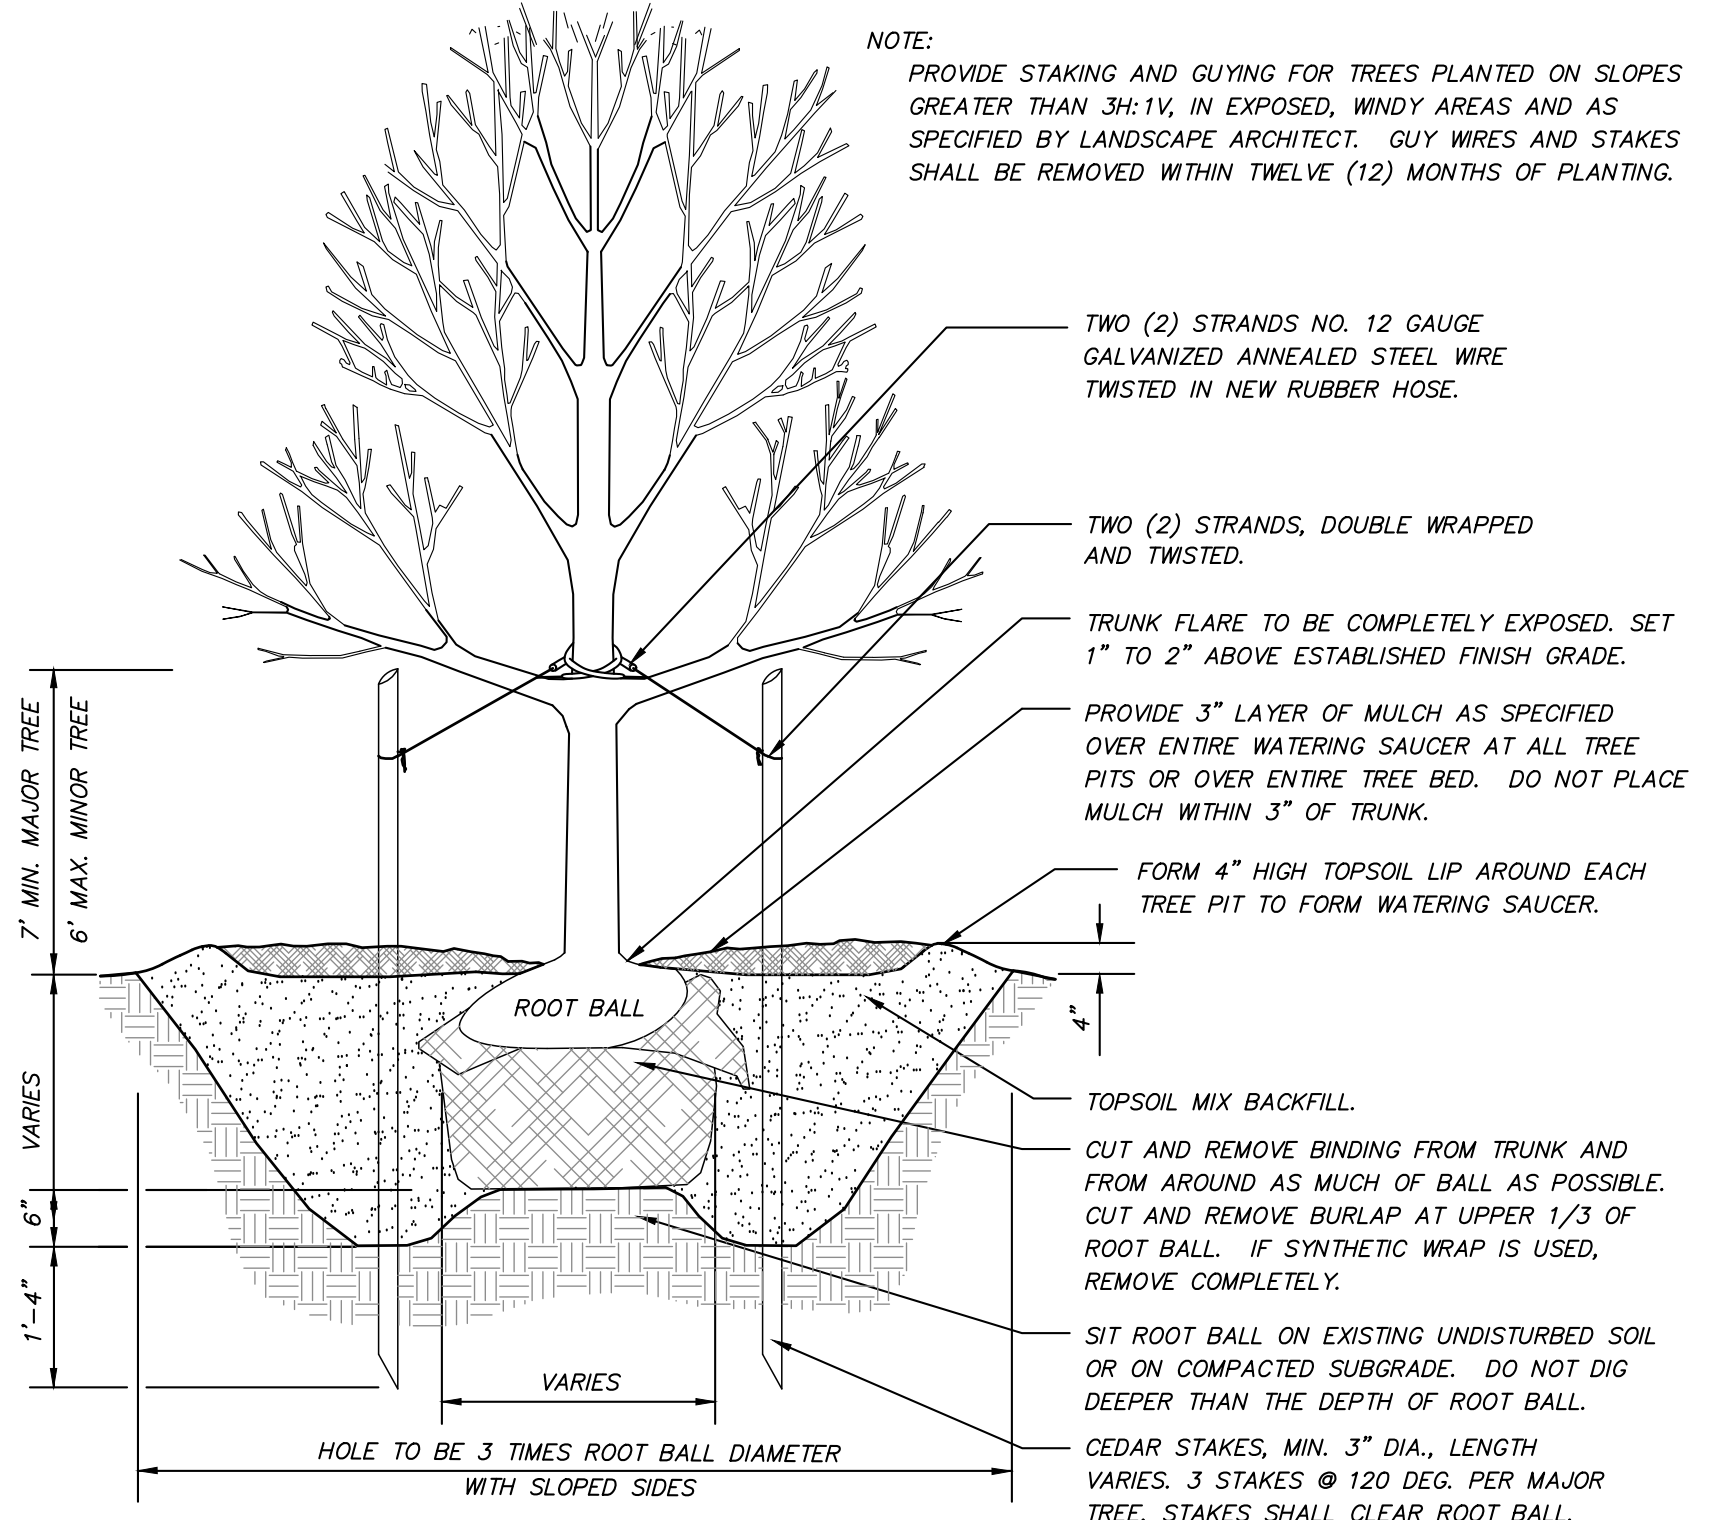 NOTE:
PROVIDE STAKING AND GUYING FOR TREES PLANTED ON SLOPES
GREATER THAN 3H:1V, IN EXPOSED, WINDY AREAS AND AS
SPECIFIED BY LANDSCAPE ARCHITECT. GUY WIRES AND STAKES
SHALL BE REMOVED WITHIN TWELVE (12) MONTHS OF PLANTING.
TWO (2) STRANDS NO. 12 GAUGE
GALVANIZED ANNEALED STEEL WIRE
TWISTED IN NEW RUBBER HOSE.
TWO (2) STRANDS, DOUBLE WRAPPED
AND TWISTED.
TRUNK FLARE TO BE COMPLETELY EXPOSED. SET
1" TO 2" ABOVE ESTABLISHED FINISH GRADE.
PROVIDE 3" LAYER OF MULCH AS SPECIFIED
OVER ENTIRE WATERING SAUCER AT ALL TREE
PITS OR OVER ENTIRE TREE BED. DO NOT PLACE
MULCH WITHIN 3" OF TRUNK.
FORM 4" HIGH TOPSOIL LIP AROUND EACH
TREE PIT TO FORM WATERING SAUCER.
4"
TOPSOIL MIX BACKFILL.
CUT AND REMOVE BINDING FROM TRUNK AND
FROM AROUND AS MUCH OF BALL AS POSSIBLE.
CUT AND REMOVE BURLAP AT UPPER 1/3 OF
ROOT BALL. IF SYNTHETIC WRAP IS USED,
REMOVE COMPLETELY.
SIT ROOT BALL ON EXISTING UNDISTURBED SOIL
OR ON COMPACTED SUBGRADE. DO NOT DIG
DEEPER THAN THE DEPTH OF ROOT BALL.
CEDAR STAKES, MIN. 3" DIA., LENGTH
VARIES. 3 STAKES @ 120 DEG. PER MAJOR
TREE. STAKES SHALL CLEAR ROOT BALL.
7' MIN. MAJOR TREE
6' MAX. MINOR TREE
VARIES
6"
1'-4"
ROOT BALL
VARIES
HOLE TO BE 3 TIMES ROOT BALL DIAMETER
WITH SLOPED SIDES